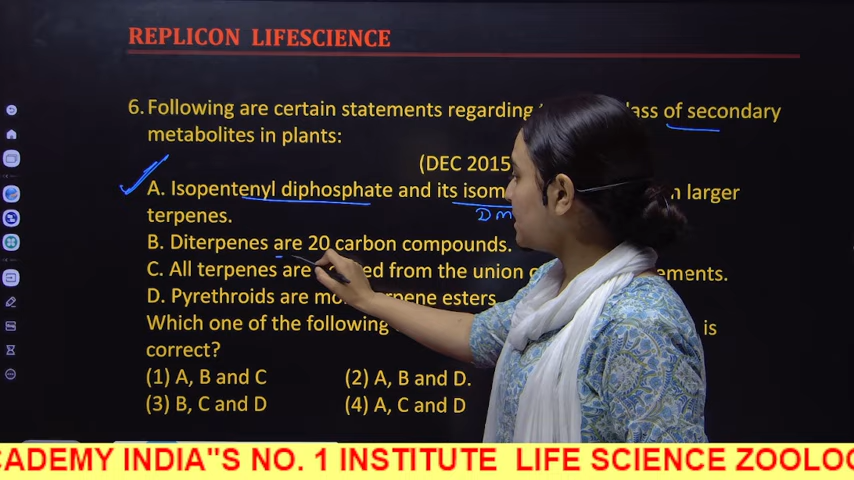 REPLICON LIFESCIENCE
6. Following are certain statements regarding lass of secondary
metabolites in plants:
(DEC 2015
A. Isopentenyl diphosphate and its isom larger
terpenes.
DM
B. Diterpenes are 20 carbon compounds.
C. All terpenes are ed from the union ements.
D. Pyrethroids are mo rpene esters
Which one of the following is
correct?
(1) A, B and C (2) A, B and D.
(3) B, C and D (4) A, C and D
CADEMY INDIA"S NO. 1 INSTITUTE LIFE SCIENCE ZOOLO